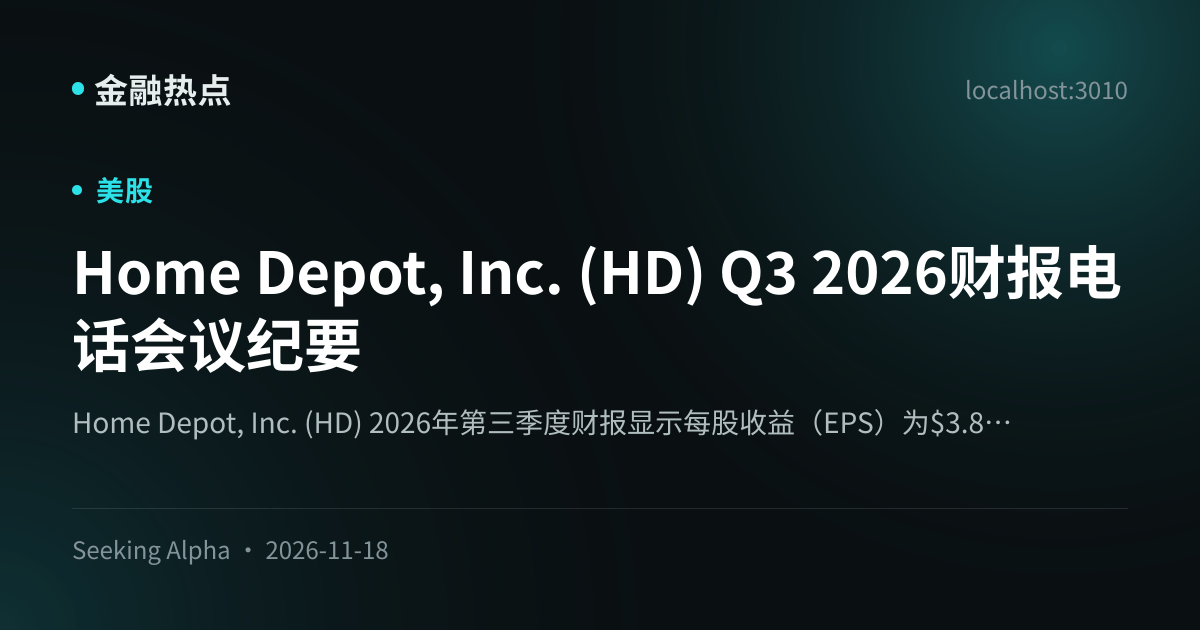 金融热点
localhost:3010
美股
Home Depot, Inc. (HD) Q3 2026财报电
话会议纪要
Home Depot, Inc. (HD) 2026年第三季度财报显示每股收益（EPS）为$3.8…
Seeking Alpha · 2026-11-18